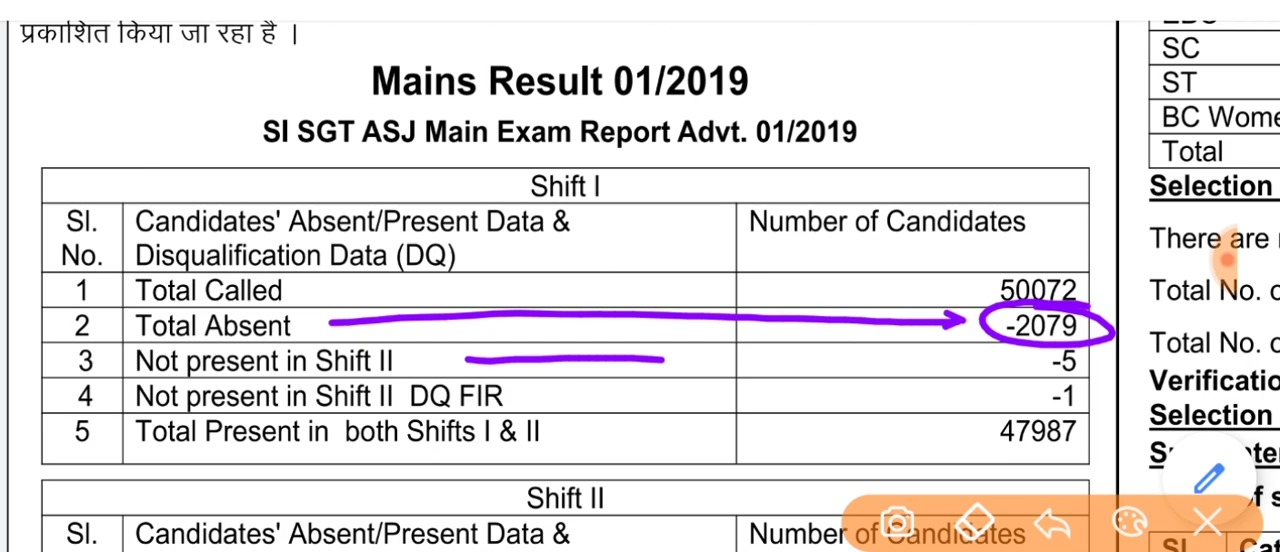 प्रकाशित किया जा रहा है ।
Mains Result 01/2019
SI SGT ASJ Main Exam Report Advt. 01/2019
Shift I
Sl. No. Candidates' Absent/Present Data & Disqualification Data (DQ) Number of Candidates
1 Total Called 50072
2 Total Absent -2079
3 Not present in Shift II -5
4 Not present in Shift II DQ FIR -1
5 Total Present in both Shifts I & II 47987
Shift II
Sl. Candidates' Absent/Present Data & Number of Candidates
SC
ST
BC
Total
Selection
There are
Total No.
Total No.
Selection